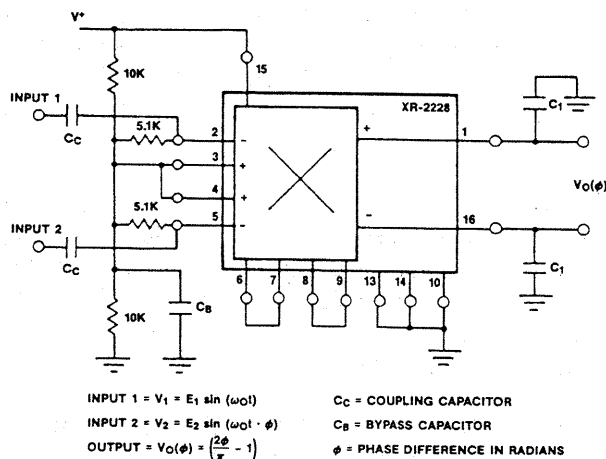 V+
10K
15
INPUT 1
XR-2228
C1
CC
5.1K
2
-
+
1
3
+
4
+
VO(ϕ)
5.1K
5
-
-
16
INPUT 2
CC
C1
6
7
8
9
13
14
10
10K
CB
INPUT 1 = V1 = E1 sin (ωOt)
CC = COUPLING CAPACITOR
INPUT 2 = V2 = E2 sin (ωOt · ϕ)
CB = BYPASS CAPACITOR
OUTPUT = VO(ϕ) = (2ϕ/π - 1)
ϕ = PHASE DIFFERENCE IN RADIANS